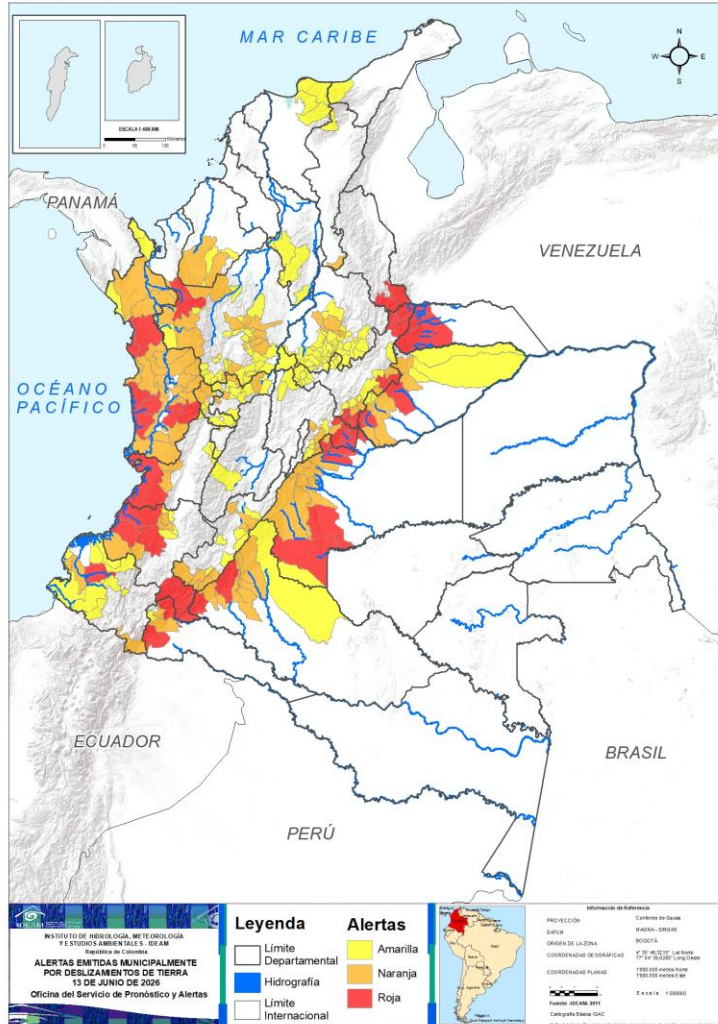 MAR CARIBE
N
W E
S
ESCALA 1:400.000
PANAMÁ
VENEZUELA
OCÉANO
PACÍFICO
ECUADOR
BRASIL
PERÚ
IDEAM
INSTITUTO DE HIDROLOGÍA, METEOROLOGÍA
Y ESTUDIOS AMBIENTALES - IDEAM
República de Colombia
ALERTAS EMITIDAS MUNICIPALMENTE
POR DESLIZAMIENTOS DE TIERRA
13 DE JUNIO DE 2026
Oficina del Servicio de Pronóstico y Alertas
Leyenda
Límite
Departamental
Hidrografía
Límite
Internacional
Alertas
Amarilla
Naranja
Roja
Información de Referencia
PROYECCIÓN Conforme de Gauss
DATUM MAGNA - SIRGAS
ORIGEN DE LA ZONA BOGOTÁ
COORDENADAS GEOGRÁFICAS
COORDENADAS PLANAS
Fuente: IDEAM 2011
Cartografía Básica IGAC